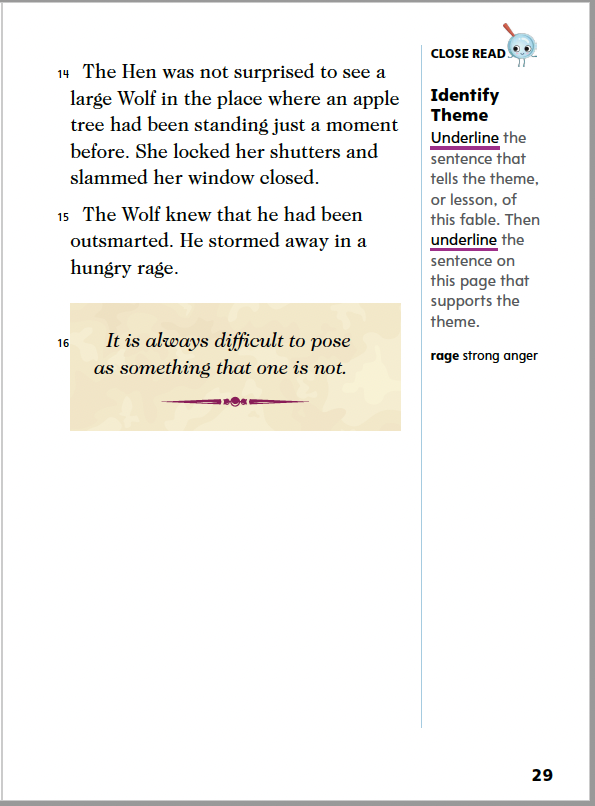 14 The Hen was not surprised to see a
large Wolf in the place where an apple
tree had been standing just a moment
before. She locked her shutters and
slammed her window closed.
15 The Wolf knew that he had been
outsmarted. He stormed away in a
hungry rage.
16 It is always difficult to pose
as something that one is not.
CLOSE READ
Identify
Theme
Underline the
sentence that
tells the theme,
or lesson, of
this fable. Then
underline the
sentence on
this page that
supports the
theme.
rage strong anger
29